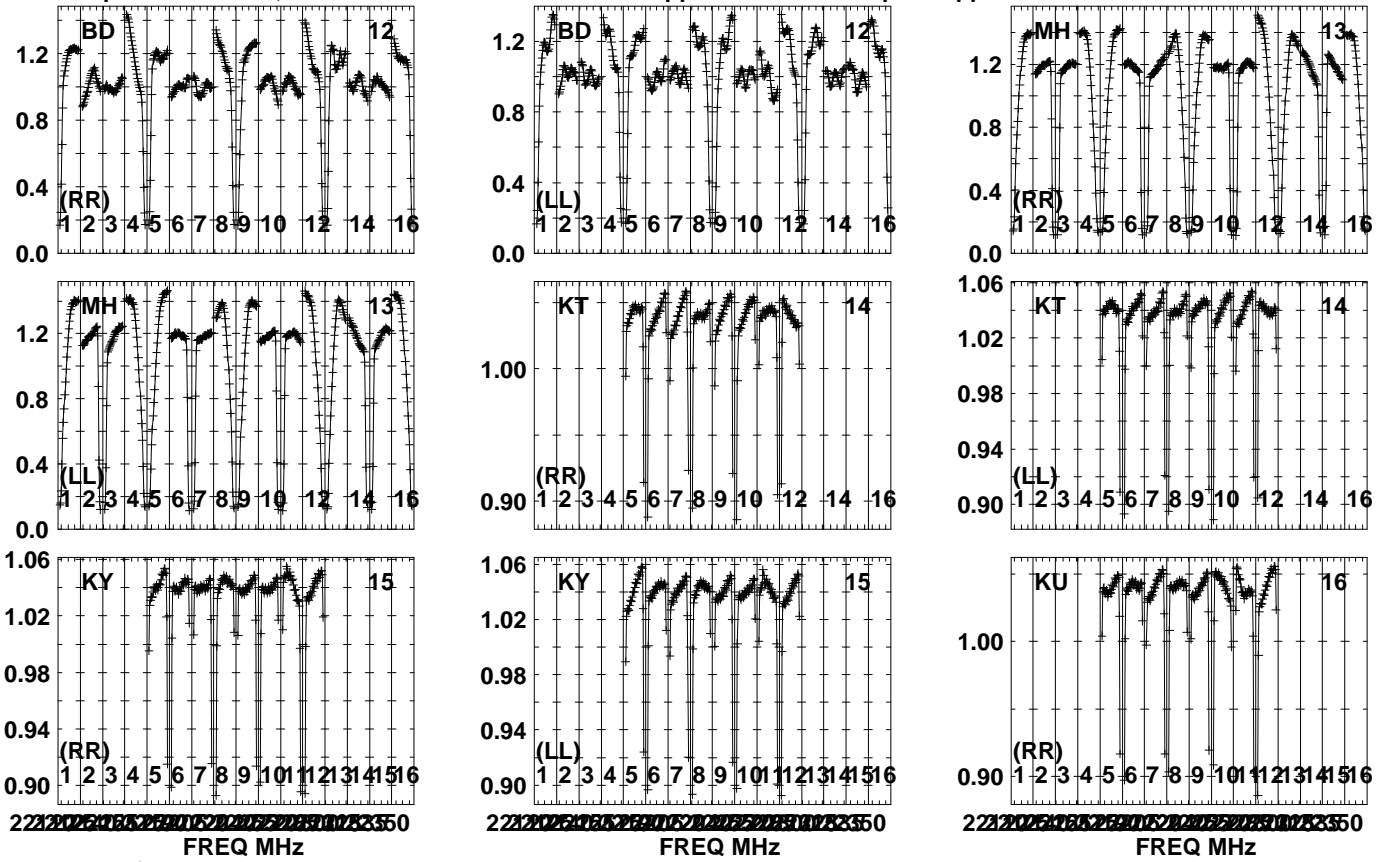 BD 12
1.2
0.8
0.4
0.0
(RR)
1 2 3 4 5 6 7 8 9 10 12 14 16
BD 12
1.2
0.8
0.4
0.0
(LL)
1 2 3 4 5 6 7 8 9 10 12 14 16
MH 13
1.2
0.8
0.4
0.0
(RR)
1 2 3 4 5 6 7 8 9 10 12 14 16
MH 13
1.2
0.8
0.4
0.0
(LL)
1 2 3 4 5 6 7 8 9 10 12 14 16
KT 14
1.00
0.90
(RR)
1 2 3 4 5 6 7 8 9 10 12 14 16
KT 14
1.06
1.02
0.98
0.94
0.90
(LL)
1 2 3 4 5 6 7 8 9 10 12 14 16
KY 15
1.06
1.02
0.98
0.94
0.90
(RR)
1 2 3 4 5 6 7 8 9 10 11 12 13 14 15 16
FREQ MHz
KY 15
1.06
1.02
0.98
0.94
0.90
(LL)
1 2 3 4 5 6 7 8 9 10 11 12 13 14 15 16
FREQ MHz
KU 16
1.00
0.90
(RR)
1 2 3 4 5 6 7 8 9 10 11 12 13 14 15 16
FREQ MHz